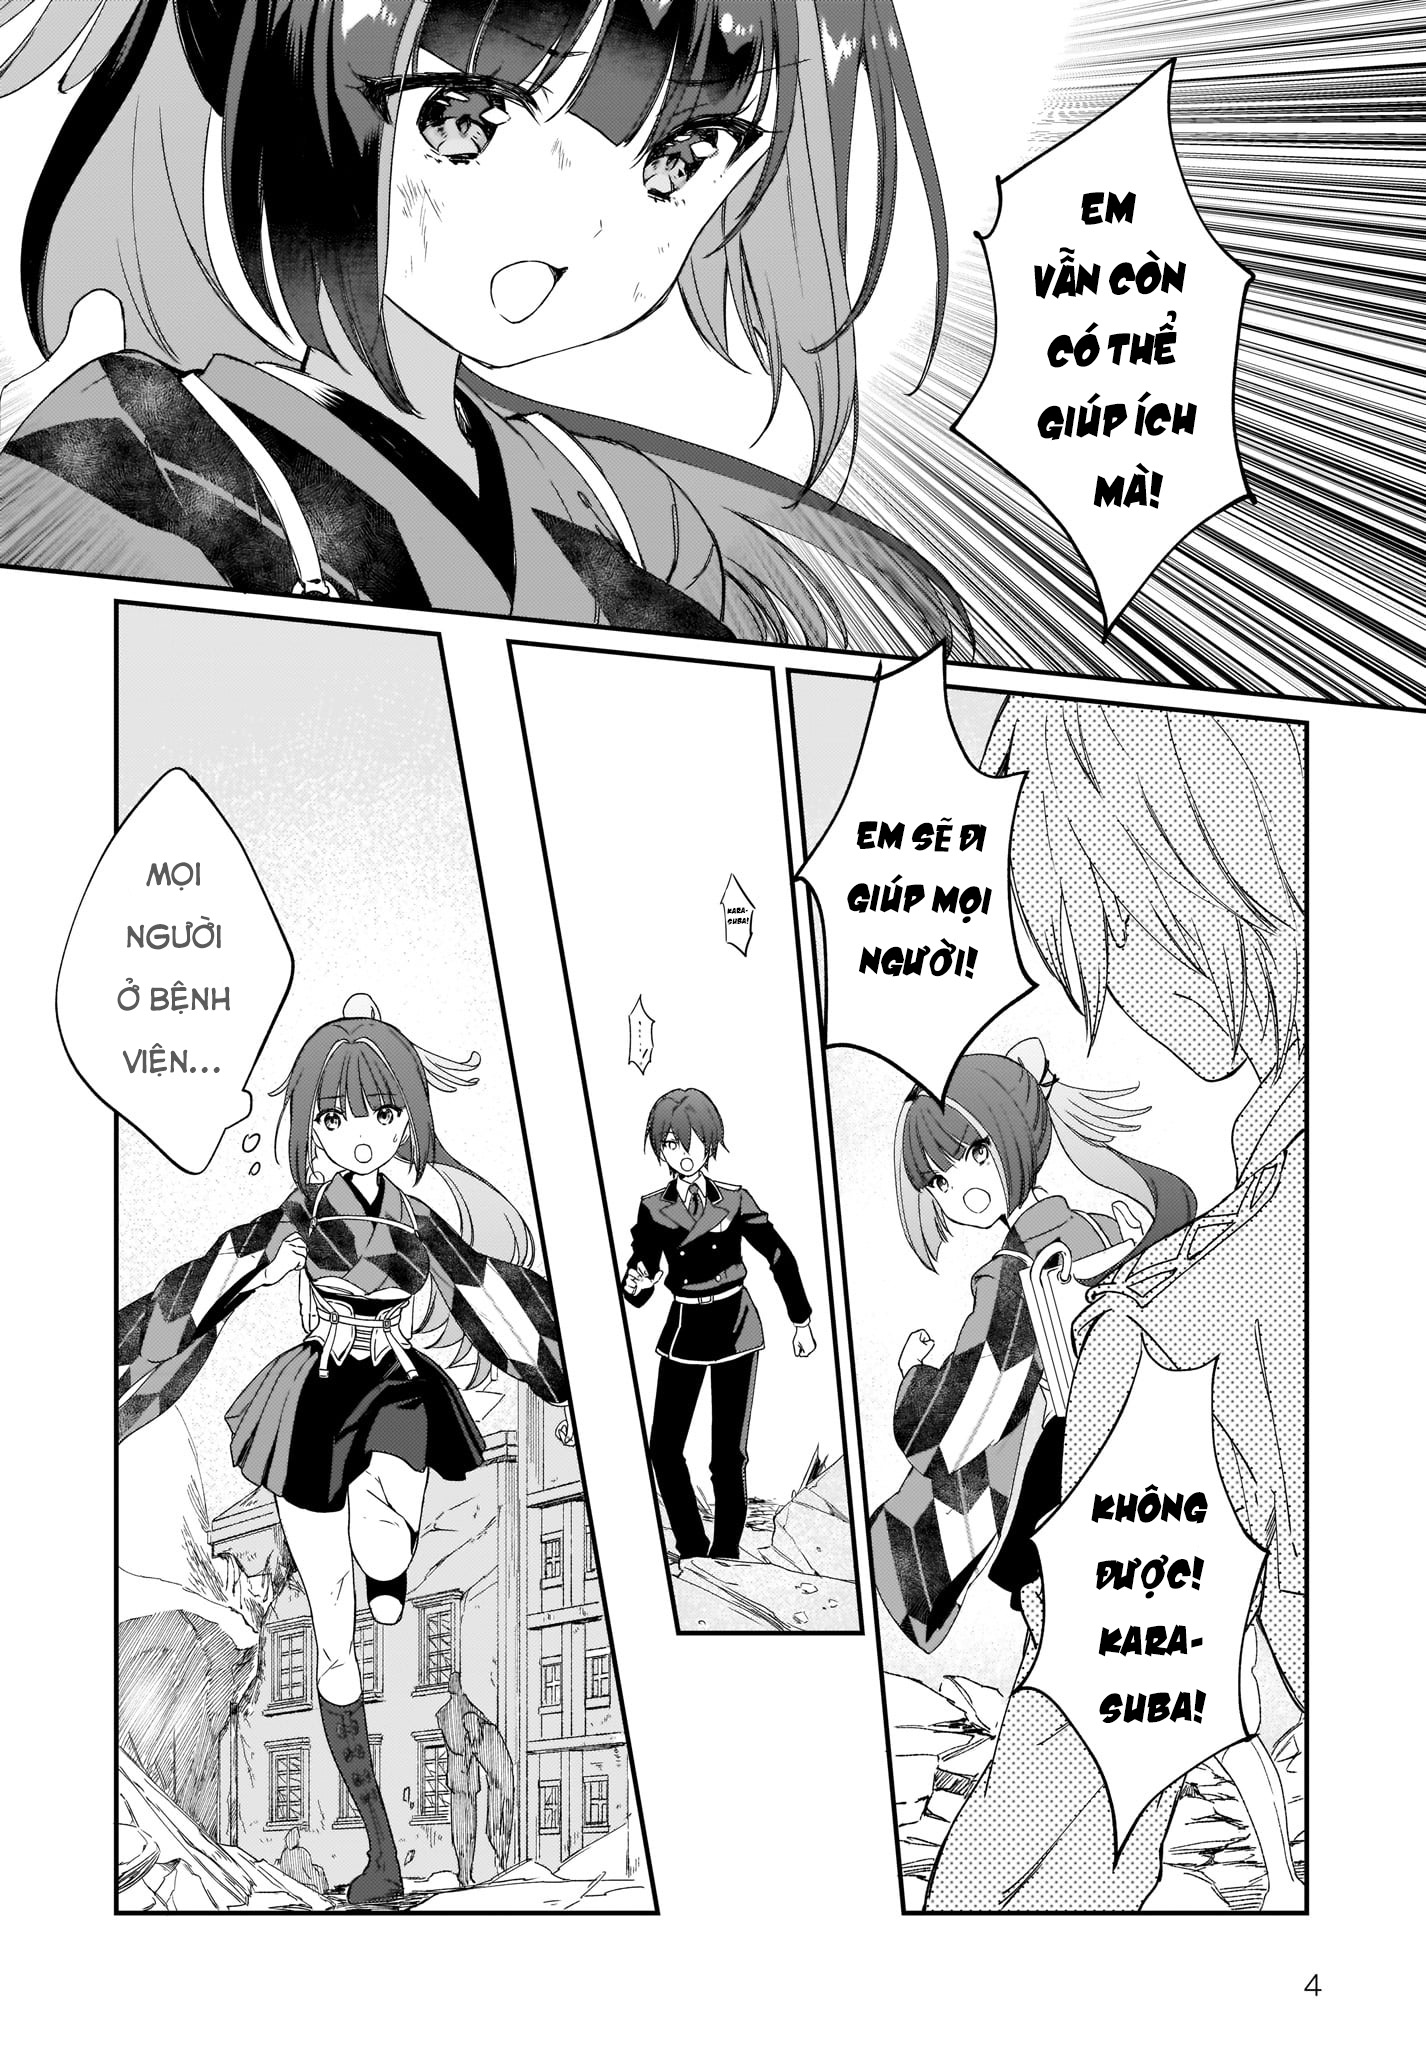 EM
VẪN CÒN
CÓ THỂ
GIÚP ÍCH
MÀ!
EM SẼ ĐI
GIÚP MỌI
NGƯỜI!
KHÔNG
ĐƯỢC!
KARA-
SUBA!
KARA-
SUBA!
......
MỌI
NGƯỜI
Ở BỆNH
VIỆN...
4